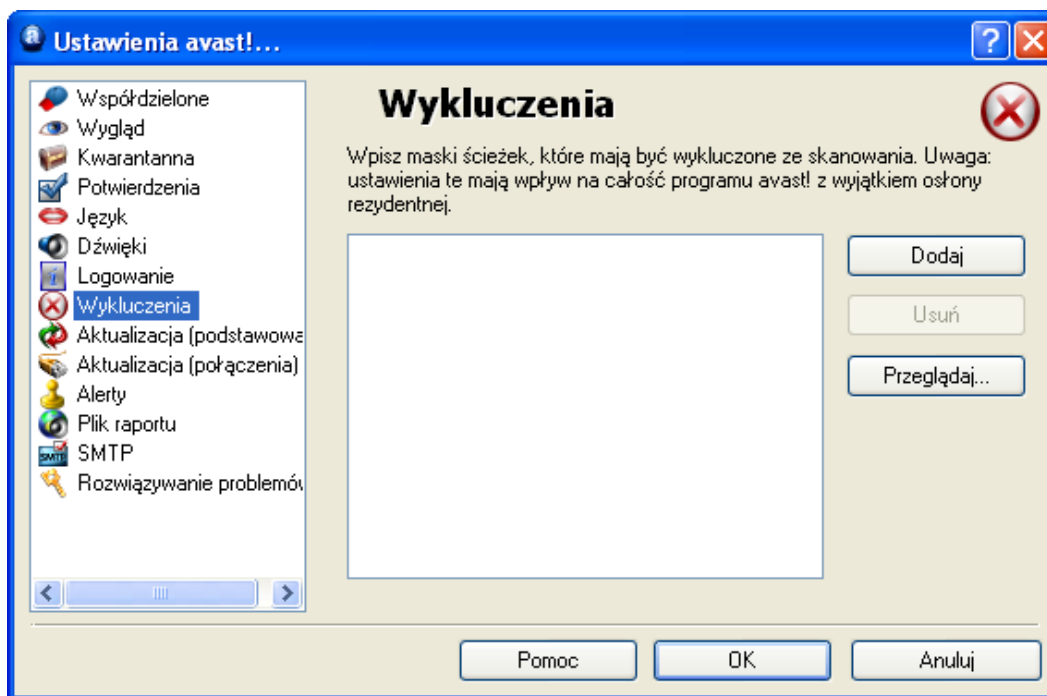 Ustawienia avast!...
Współdzielone
Wygląd
Kwarantanna
Potwierdzenia
Język
Dźwięki
Logowanie
Wykluczenia
Aktualizacja (podstawowa
Aktualizacja (połączenia)
Alerty
Plik raportu
SMTP
Rozwiązywanie problemów
Wykluczenia
Wpisz maski ścieżek, które mają być wykluczone ze skanowania. Uwaga:
ustawienia te mają wpływ na całość programu avast! z wyjątkiem osłony
rezydentnej.
Dodaj
Usuń
Przeglądaj...
Pomoc
OK
Anuluj